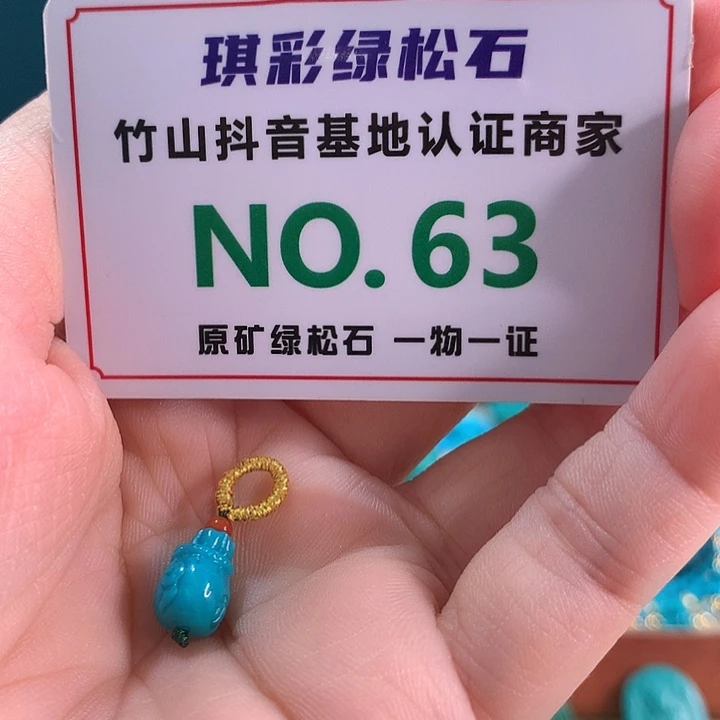 琪彩绿松石
竹山抖音基地认证商家
NO.63
原矿绿松石 一物一证